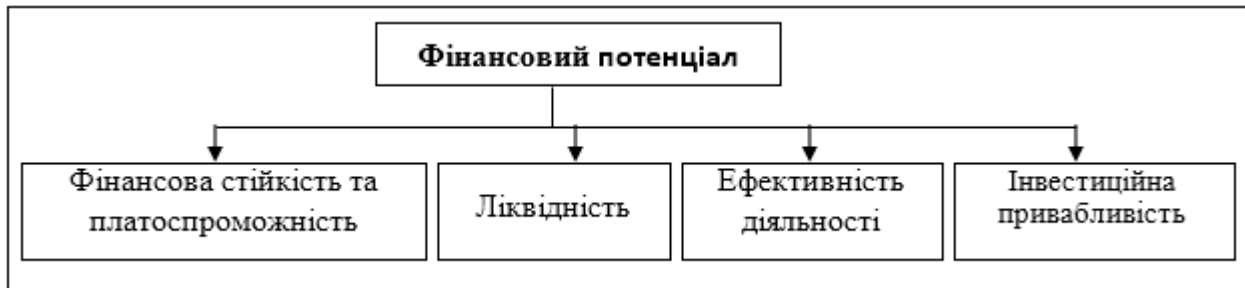 Фінансовий потенціал
Фінансова стійкість та
платоспроможність
Ліквідність
Ефективність
діяльності
Інвестиційна
привабливість